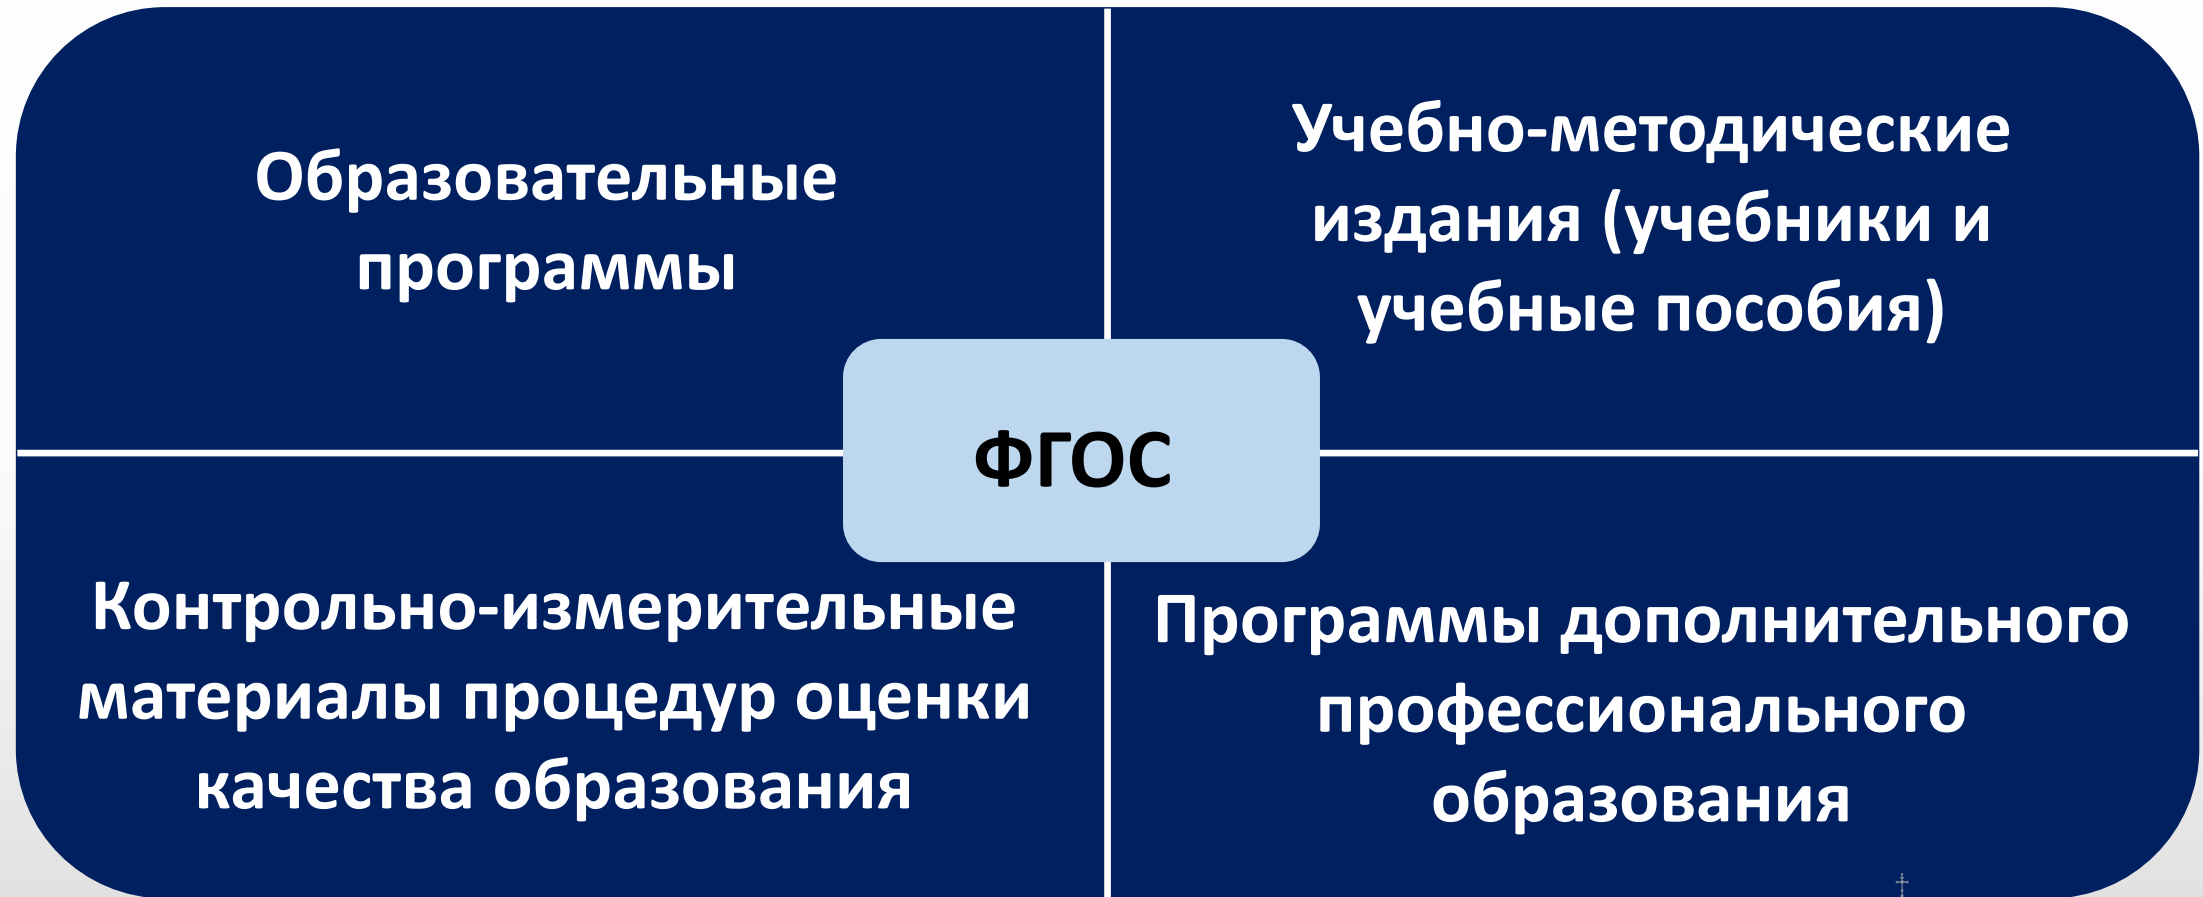 Образовательные
программы
Учебно-методические
издания (учебники и
учебные пособия)
ФГОС
Контрольно-измерительные
материалы процедур оценки
качества образования
Программы дополнительного
профессионального
образования